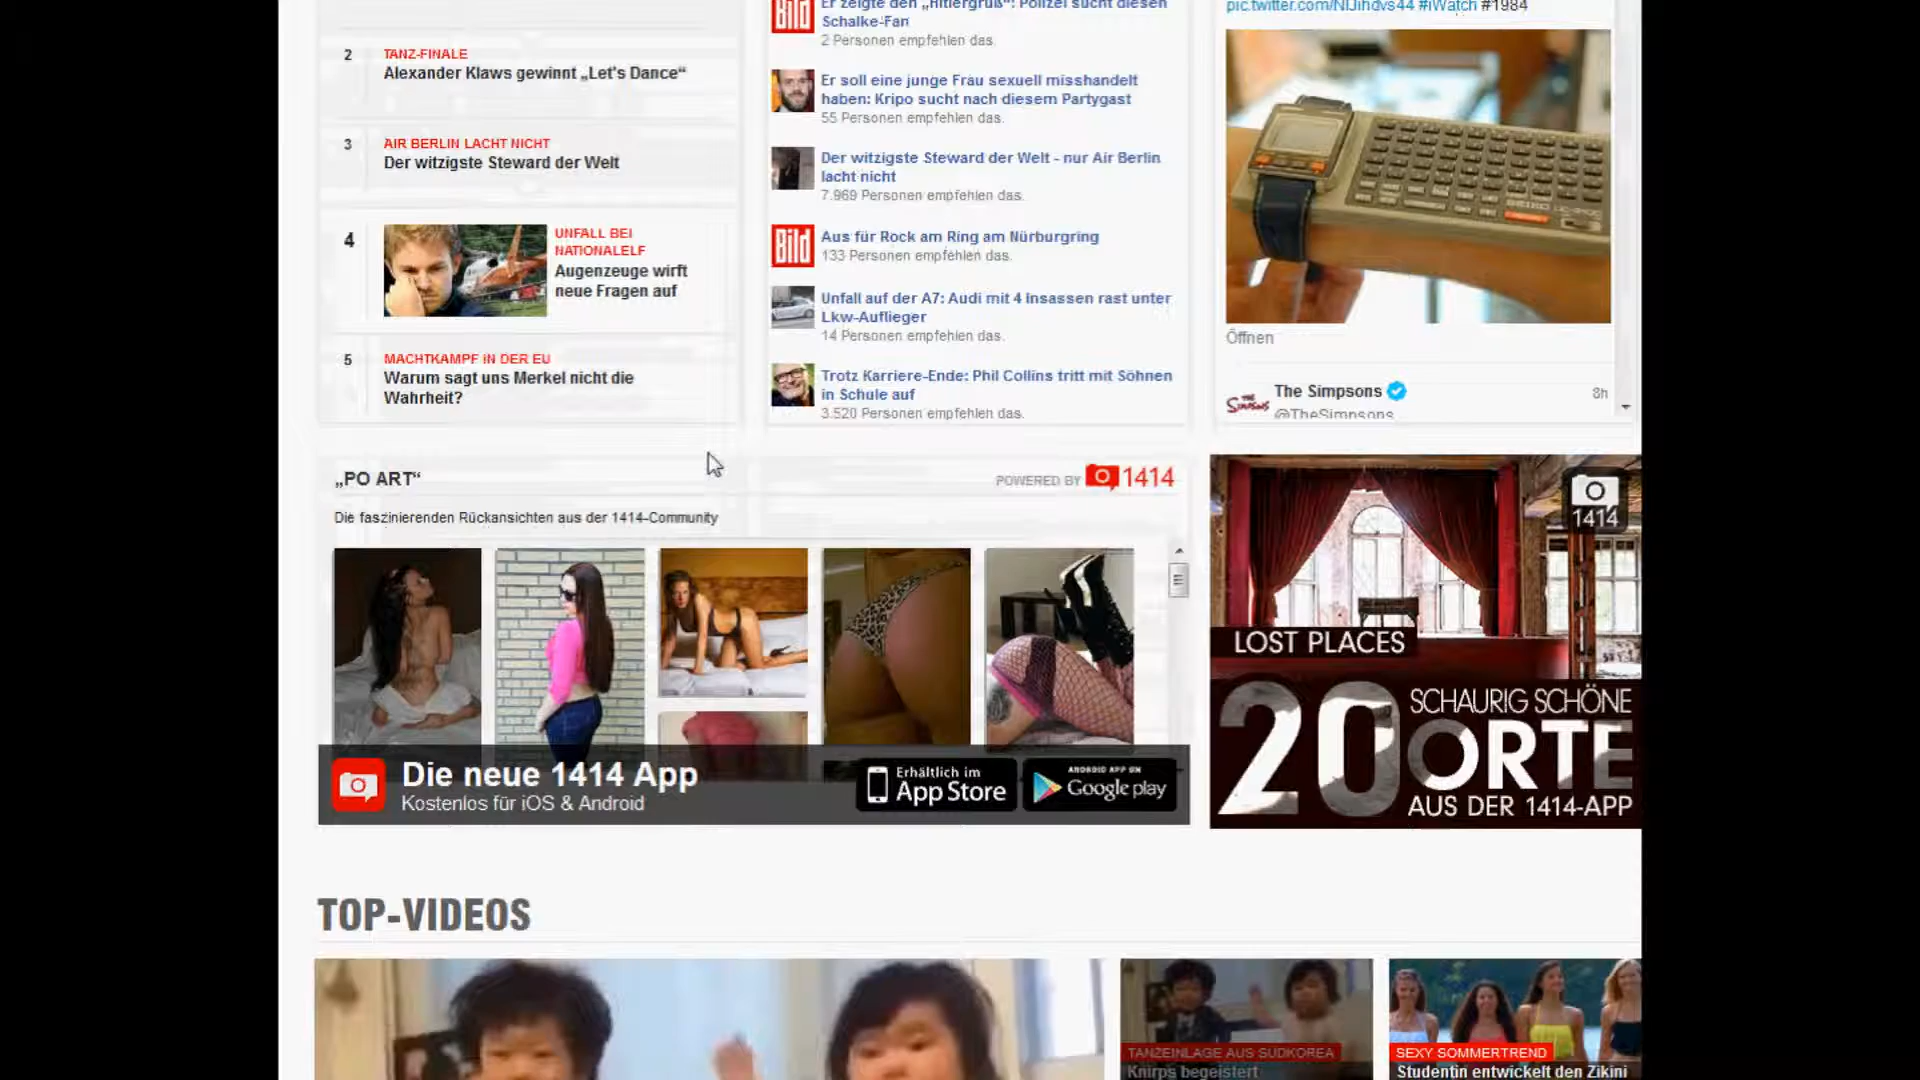 2
TANZ-FINALE
Alexander Klaws gewinnt „Let's Dance“
3
AIR BERLIN LACHT NICHT
Der witzigste Steward der Welt
4
UNFALL BEI
NATIONALELF
Augenzeuge wirft
neue Fragen auf
5
MACHTKAMPF IN DER EU
Warum sagt uns Merkel nicht die
Wahrheit?
Bild
Er zeigte den „Hitlergruß“: Polizei sucht diesen
Schalke-Fan
2 Personen empfehlen das.
Er soll eine junge Frau sexuell misshandelt
haben: Kripo sucht nach diesem Partygast
55 Personen empfehlen das.
Der witzigste Steward der Welt - nur Air Berlin
lacht nicht
7.969 Personen empfehlen das.
Bild
Aus für Rock am Ring am Nürburgring
133 Personen empfehlen das.
Unfall auf der A7: Audi mit 4 Insassen rast unter
Lkw-Auflieger
14 Personen empfehlen das.
Trotz Karriere-Ende: Phil Collins tritt mit Söhnen
in Schule auf
3.520 Personen empfehlen das.
#iWatch #1984
Öffnen
THE SIMPSONS
The Simpsons
8h
@TheSimpsons
„PO ART“
POWERED BY 1414
Die faszinierenden Rückansichten aus der 1414-Community
Die neue 1414 App
Kostenlos für iOS & Android
Erhältlich im
App Store
ANDROID APP ON
Google play
1414
LOST PLACES
20 SCHAURIG SCHÖNE
ORTE
AUS DER 1414-APP
TOP-VIDEOS
TANZEINLAGE AUS SÜDKOREA
Knirps begeistert
SEXY SOMMERTREND
Studentin entwickelt den Zikini